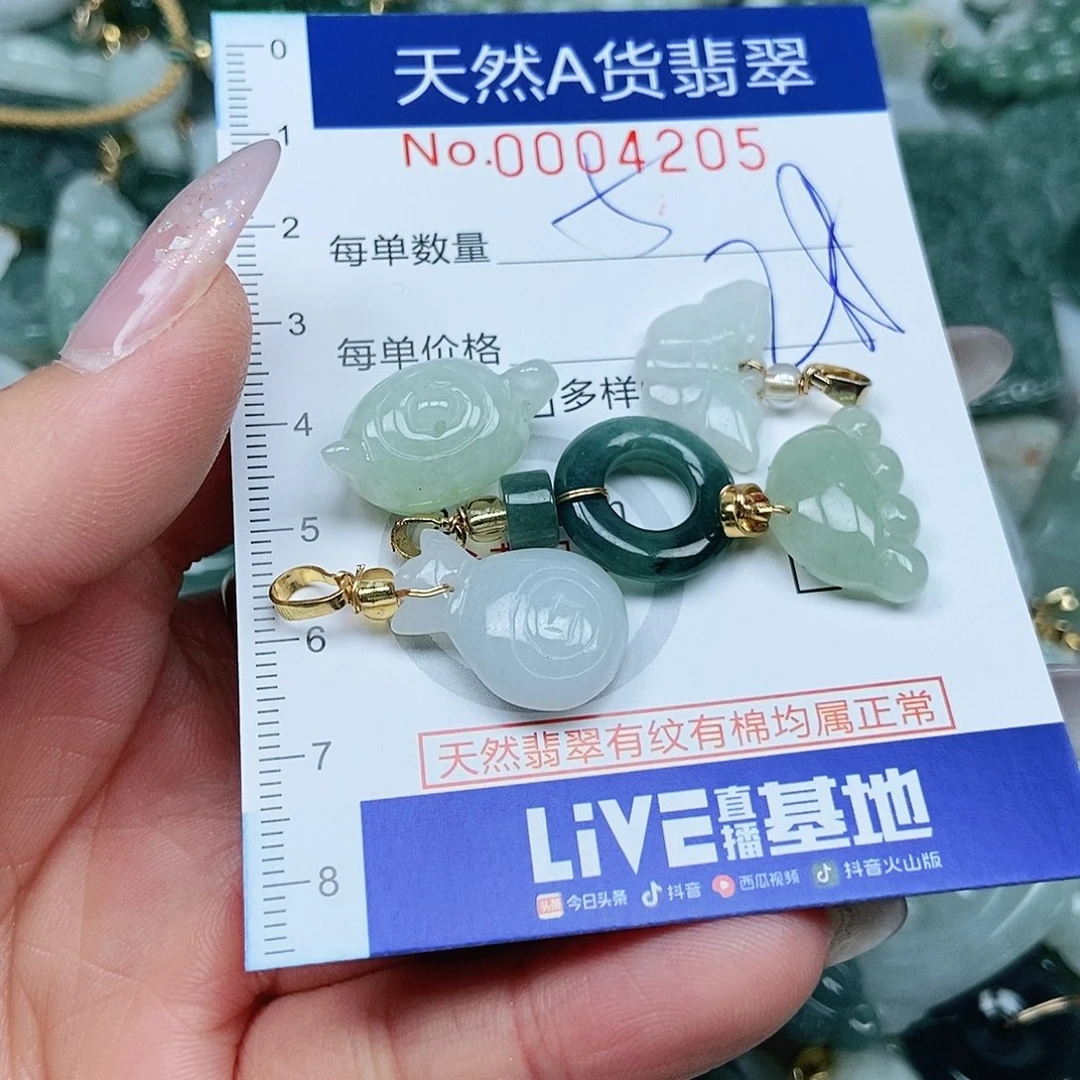 天然A货翡翠
No.0004205
0
1
2
3
4
5
6
7
8
每单数量
每单价格
多样
天然翡翠有纹有棉均属正常
LiVE直播基地
头条 今日头条 抖音 西瓜视频 抖音火山版